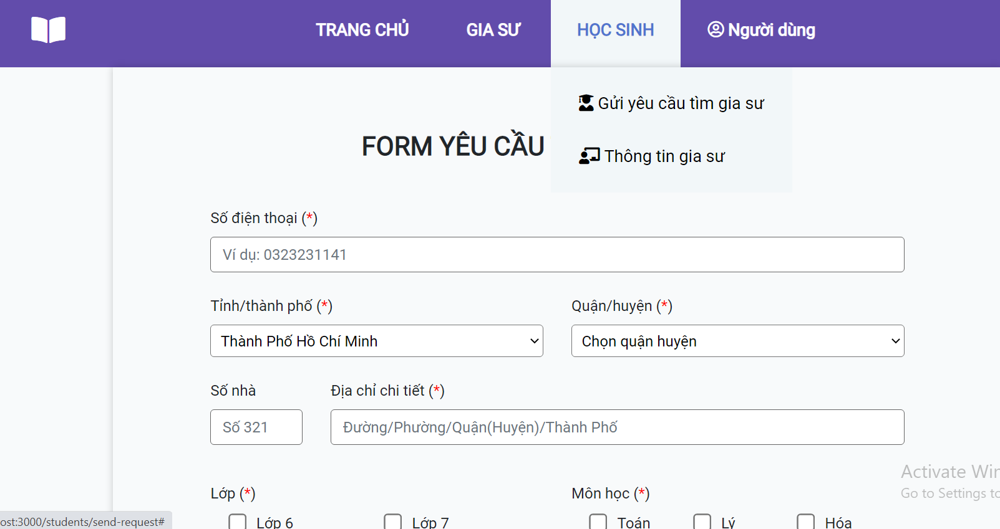 TRANG CHỦ GIA SƯ HỌC SINH Người dùng
Gửi yêu cầu tìm gia sư
FORM YÊU CẦU
Thông tin gia sư
Số điện thoại (*)
Ví dụ: 0323231141
Tỉnh/thành phố (*) Quận/huyện (*)
Thành Phố Hồ Chí Minh Chọn quận huyện
Số nhà Địa chỉ chi tiết (*)
Số 321 Đường/Phường/Quận(Huyện)/Thành Phố
Activate Win
Go to Settings to
Lớp (*) Môn học (*)
Lớp 6 Lớp 7 Toán Lý Hóa
ost:3000/students/send-request#